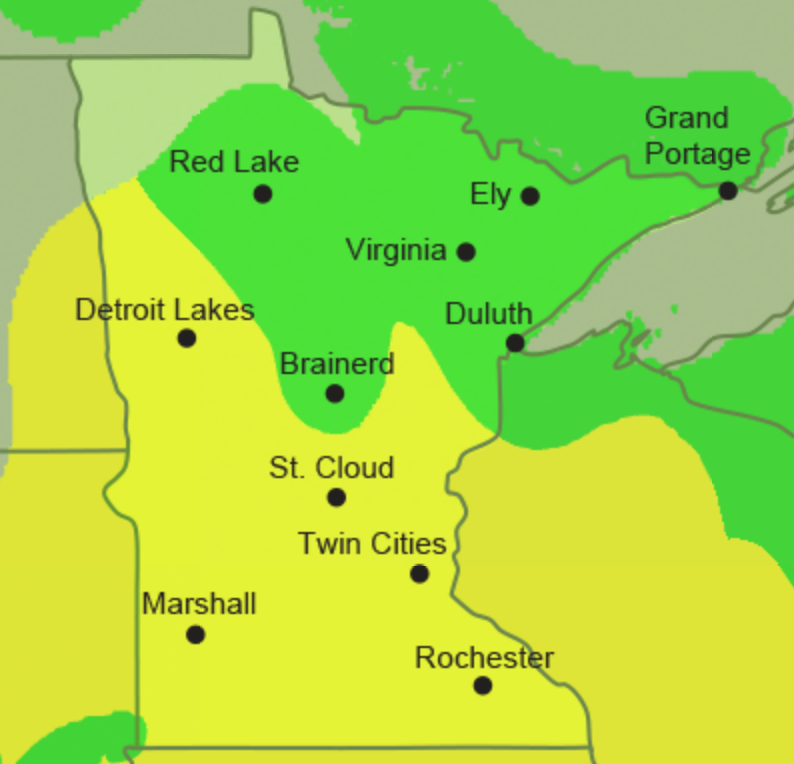 Grand
Portage
Red Lake
Ely
Virginia
Detroit Lakes
Duluth
Brainerd
St. Cloud
Twin Cities
Marshall
Rochester